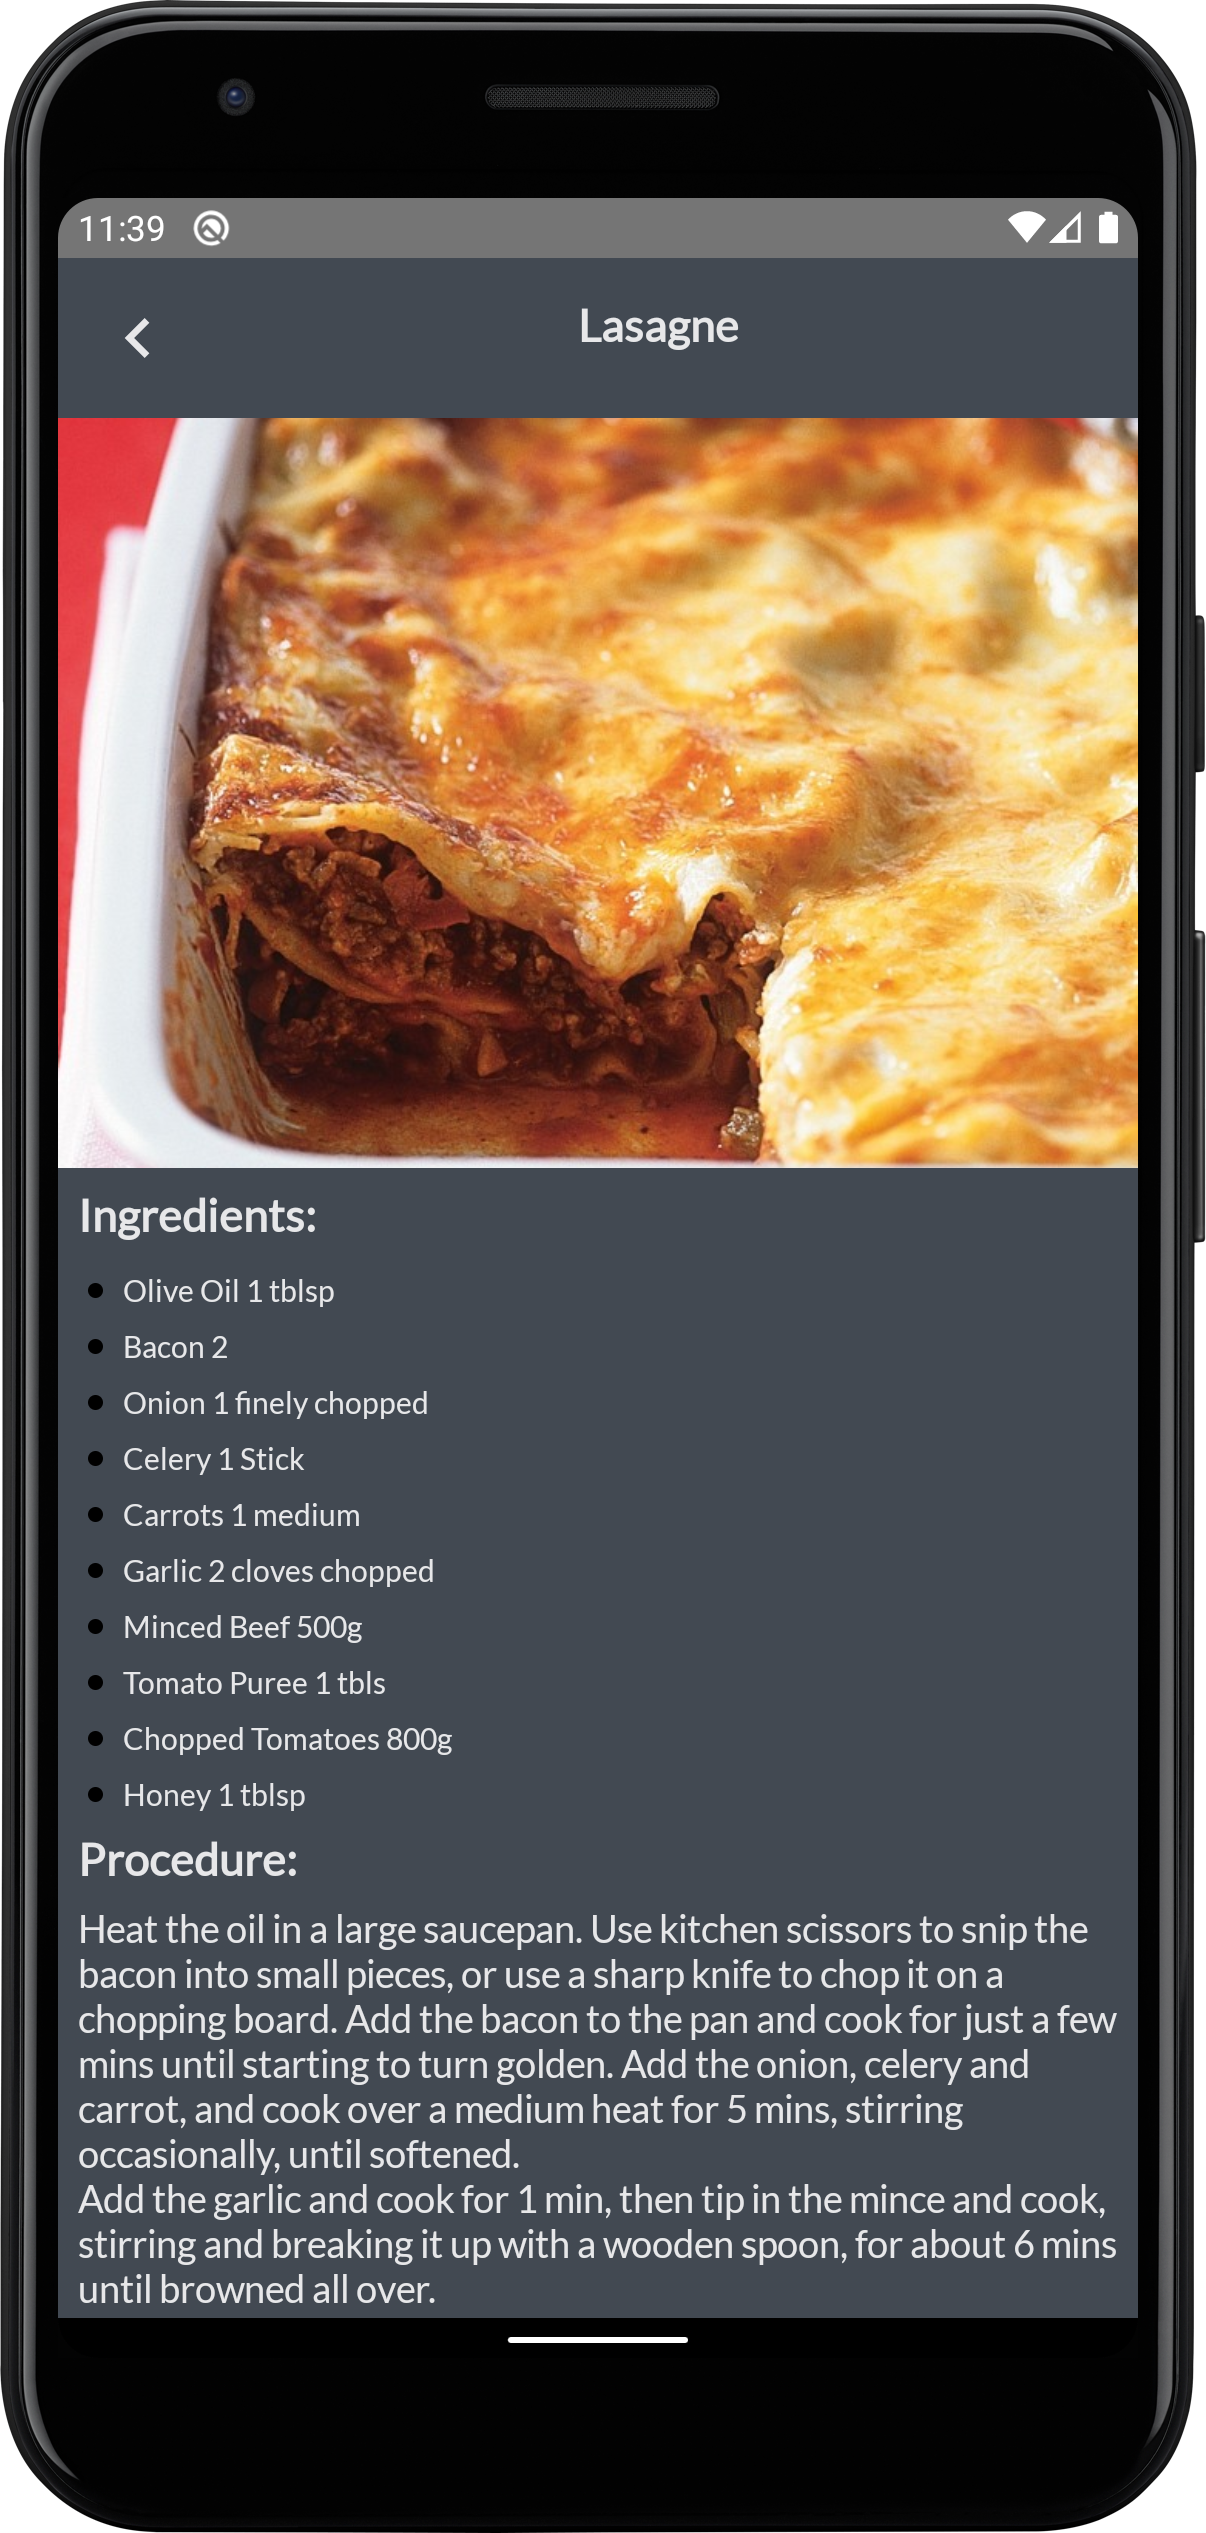 11:39
Lasagne
Ingredients:
Olive Oil 1 tblsp
Bacon 2
Onion 1 finely chopped
Celery 1 Stick
Carrots 1 medium
Garlic 2 cloves chopped
Minced Beef 500g
Tomato Puree 1 tbls
Chopped Tomatoes 800g
Honey 1 tblsp
Procedure:
Heat the oil in a large saucepan. Use kitchen scissors to snip the
bacon into small pieces, or use a sharp knife to chop it on a
chopping board. Add the bacon to the pan and cook for just a few
mins until starting to turn golden. Add the onion, celery and
carrot, and cook over a medium heat for 5 mins, stirring
occasionally, until softened.
Add the garlic and cook for 1 min, then tip in the mince and cook,
stirring and breaking it up with a wooden spoon, for about 6 mins
until browned all over.